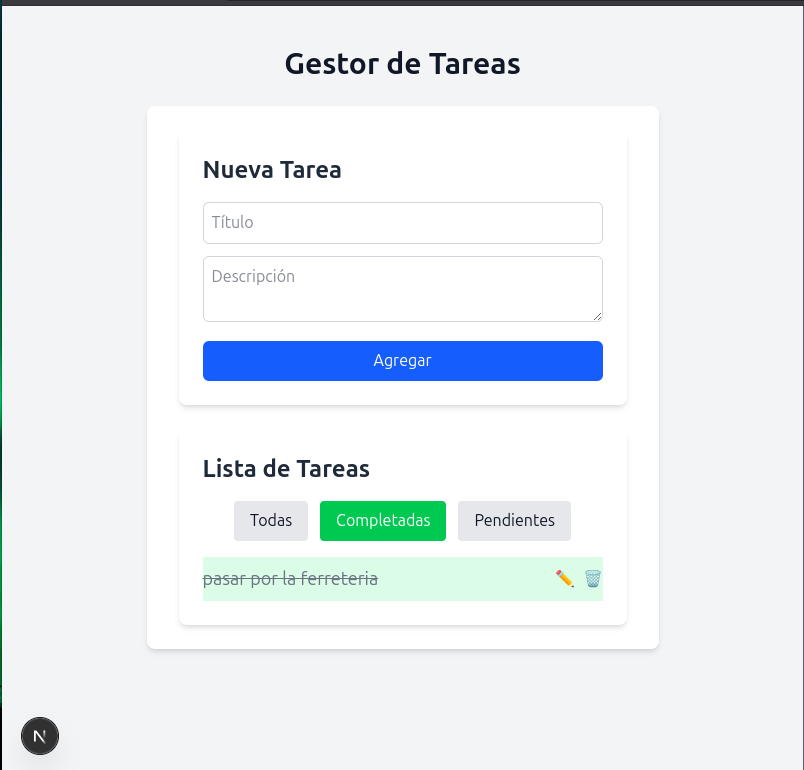 Gestor de Tareas
Nueva Tarea
Título
Descripción
Agregar
Lista de Tareas
Todas Completadas Pendientes
pasar por la ferreteria
N